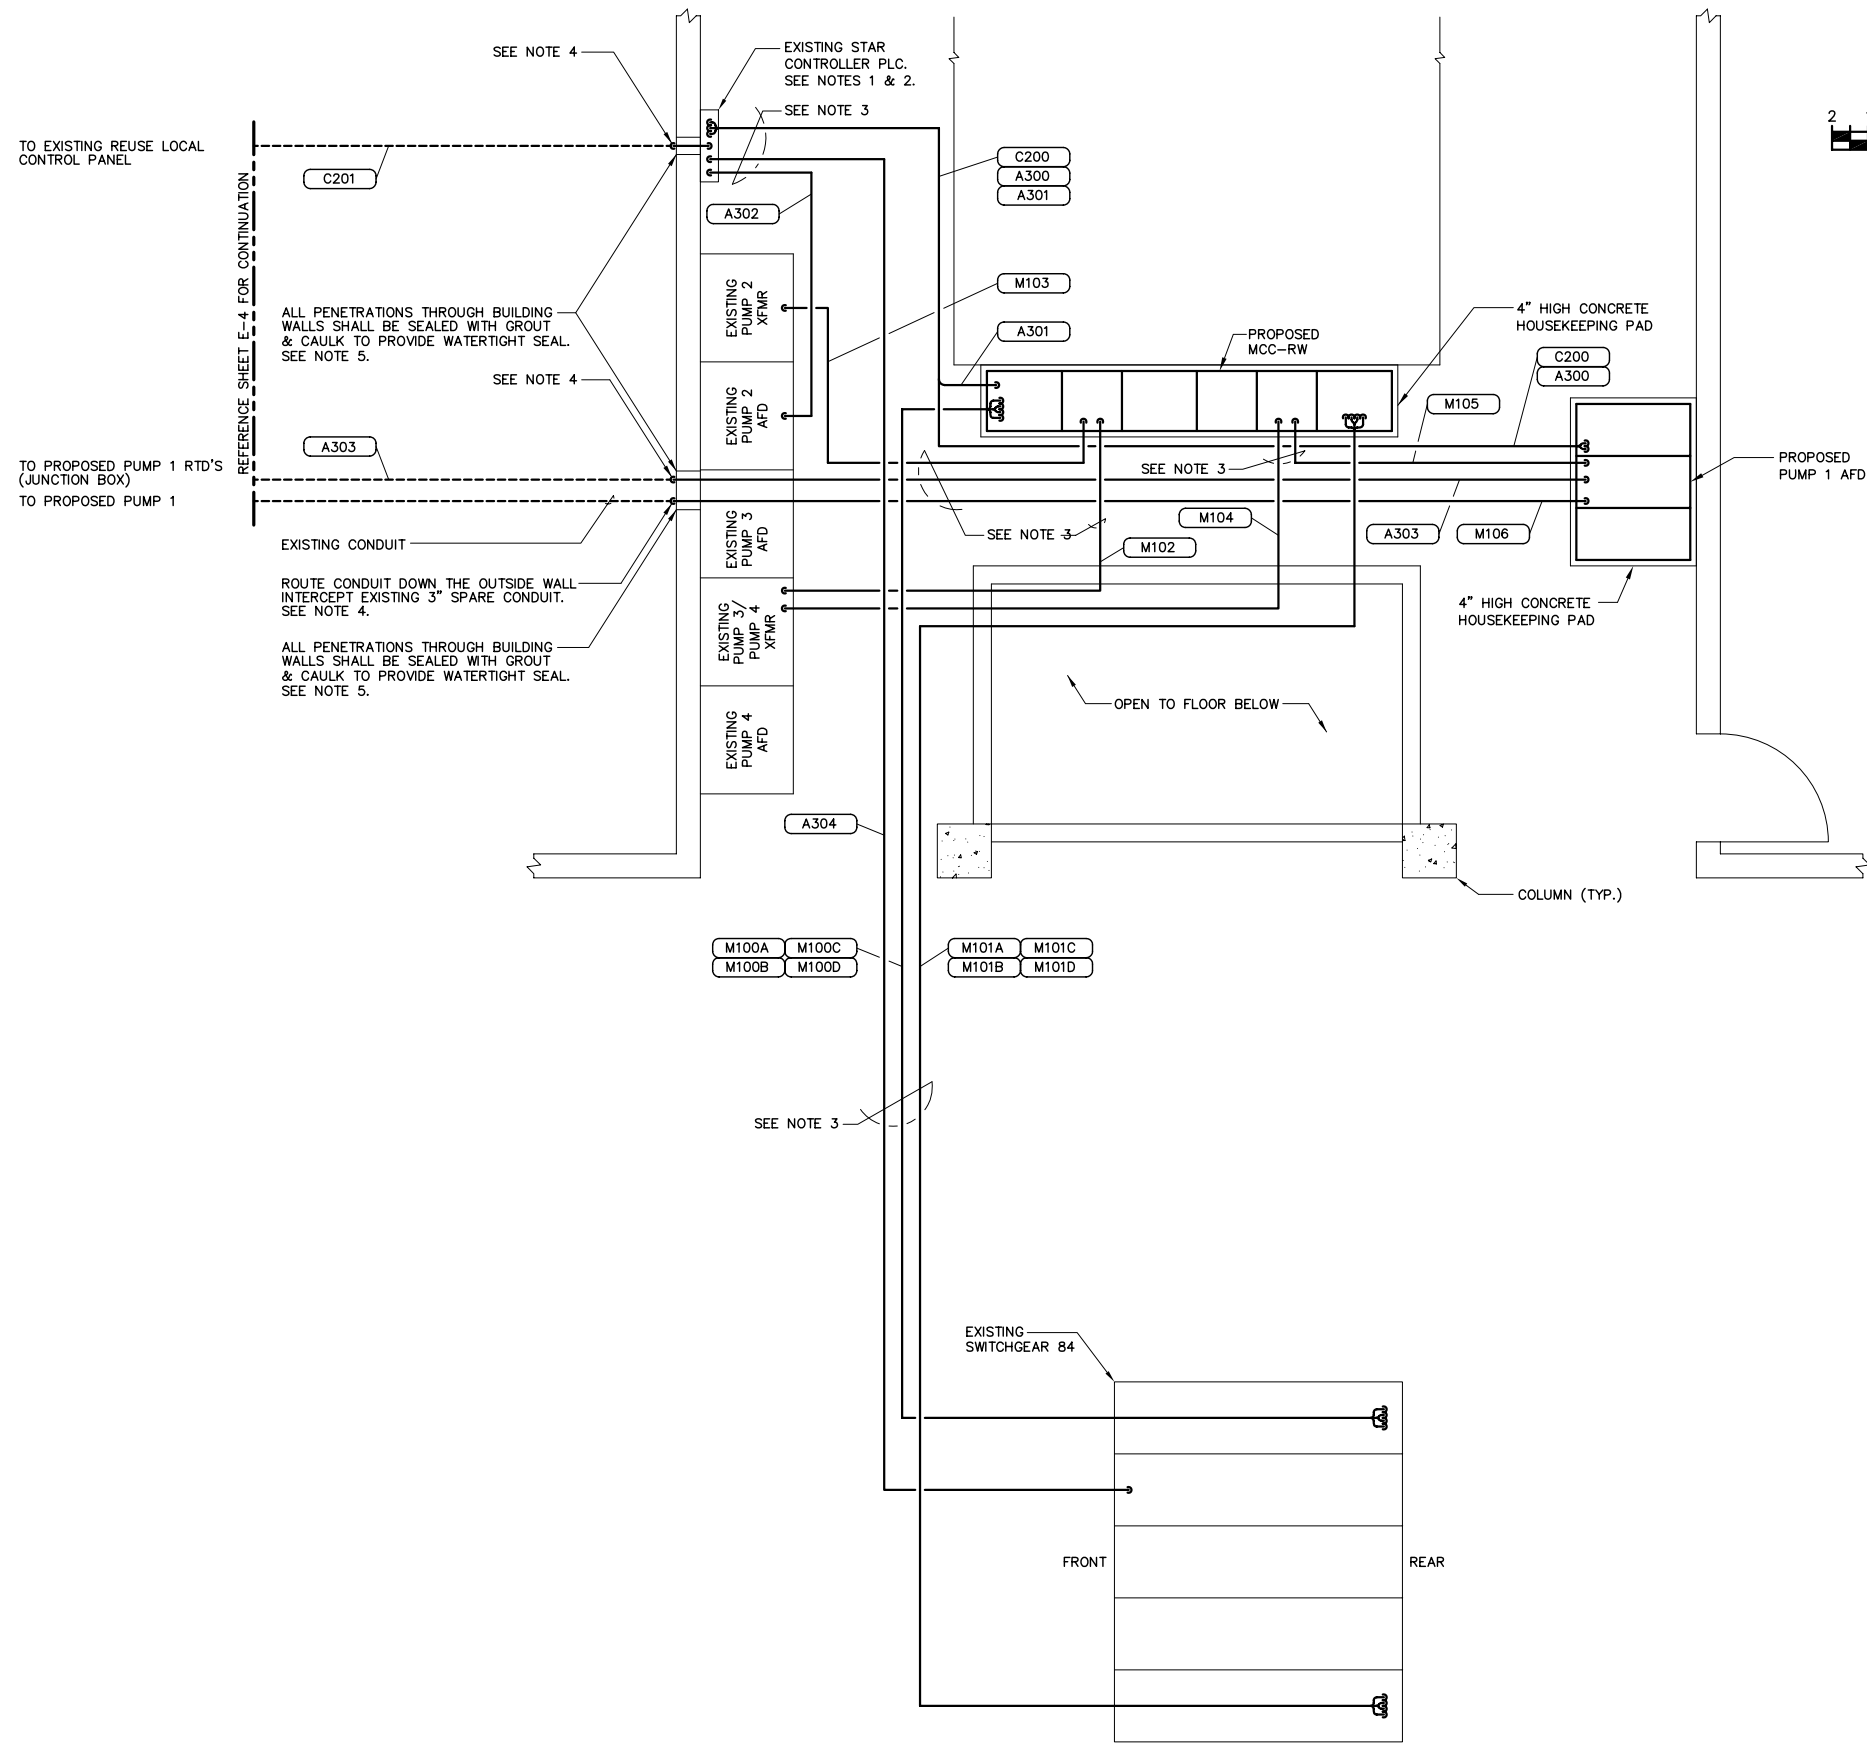 SEE NOTE 4
EXISTING STAR
CONTROLLER PLC.
SEE NOTES 1 & 2.
SEE NOTE 3
2
TO EXISTING REUSE LOCAL
CONTROL PANEL
C201
C200
A300
A301
A302
REFERENCE SHEET E-4 FOR CONTINUATION
M103
A301
ALL PENETRATIONS THROUGH BUILDING
WALLS SHALL BE SEALED WITH GROUT
& CAULK TO PROVIDE WATERTIGHT SEAL.
SEE NOTE 5.
EXISTING
PUMP 2
XFMR
PROPOSED
MCC-RW
4" HIGH CONCRETE
HOUSEKEEPING PAD
C200
A300
SEE NOTE 4
EXISTING
PUMP 2
AFD
M105
A303
TO PROPOSED PUMP 1 RTD'S
(JUNCTION BOX)
TO PROPOSED PUMP 1
SEE NOTE 3
PROPOSED
PUMP 1 AFD
EXISTING CONDUIT
EXISTING
PUMP 3
AFD
SEE NOTE 3
M104
M102
A303
M106
ROUTE CONDUIT DOWN THE OUTSIDE WALL
INTERCEPT EXISTING 3" SPARE CONDUIT.
SEE NOTE 4.
EXISTING
PUMP 3/
PUMP 4
XFMR
4" HIGH CONCRETE
HOUSEKEEPING PAD
ALL PENETRATIONS THROUGH BUILDING
WALLS SHALL BE SEALED WITH GROUT
& CAULK TO PROVIDE WATERTIGHT SEAL.
SEE NOTE 5.
EXISTING
PUMP 4
AFD
OPEN TO FLOOR BELOW
A304
COLUMN (TYP.)
M100A M100C
M100B M100D
M101A M101C
M101B M101D
SEE NOTE 3
EXISTING
SWITCHGEAR 84
FRONT
REAR